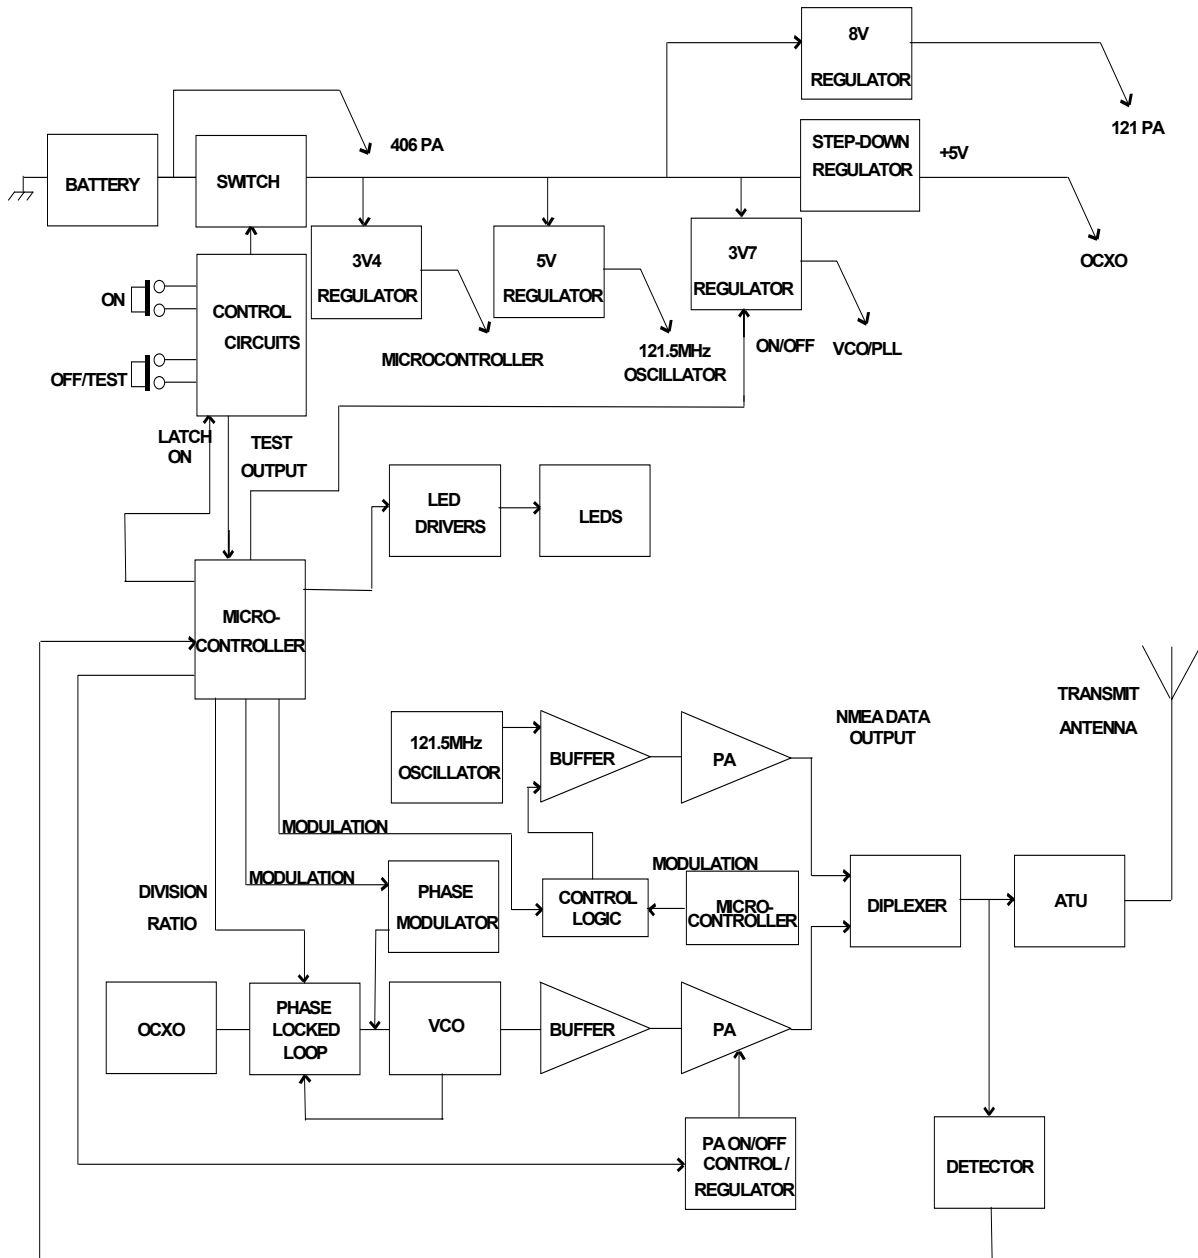 8V
REGULATOR
121 PA
406 PA
STEP-DOWN
REGULATOR
+5V
BATTERY
SWITCH
OCXO
3V4
REGULATOR
5V
REGULATOR
3V7
REGULATOR
ON
CONTROL
CIRCUITS
OFF/TEST
MICROCONTROLLER
121.5MHz
OSCILLATOR
ON/OFF
VCO/PLL
LATCH
ON
TEST
OUTPUT
LED
DRIVERS
LEDS
MICRO-
CONTROLLER
TRANSMIT
ANTENNA
121.5MHz
OSCILLATOR
BUFFER
PA
NMEA DATA
OUTPUT
MODULATION
MODULATION
MODULATION
DIVISION
RATIO
PHASE
MODULATOR
CONTROL
LOGIC
MICRO-
CONTROLLER
DIPLEXER
ATU
OCXO
PHASE
LOCKED
LOOP
VCO
BUFFER
PA
PA ON/OFF
CONTROL /
REGULATOR
DETECTOR